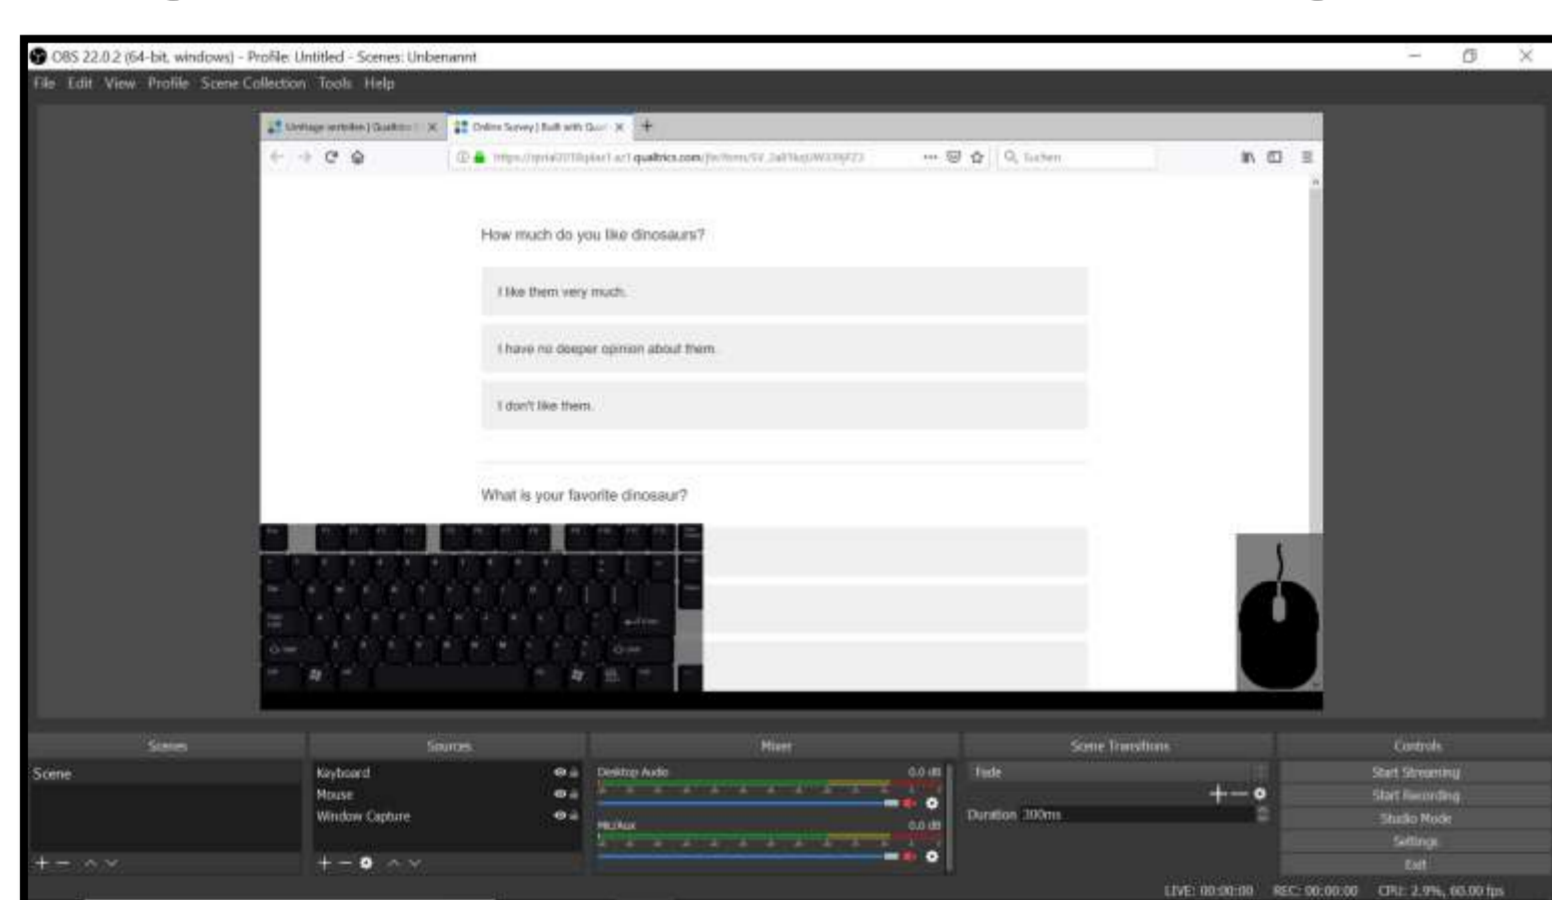 OBS 22.0.2 (64-bit, windows) - Profile: Untitled - Scenes: Unbenannt
File Edit View Profile Scene Collection Tools Help
Umfrage verteilen | Qualtrics
Online Survey | Built with
qualtrics.com
Suchen
How much do you like dinosaurs?
I like them very much.
I have no deeper opinion about them.
I don't like them.
What is your favorite dinosaur?
Scenes Sources Mixer Scene Transitions Controls
Scene
Keyboard
Mouse
Window Capture
Desktop Audio 0.0 dB
Mic/Aux 0.0 dB
Fade
Duration 300ms
Start Streaming
Start Recording
Studio Mode
Settings
Exit
LIVE: 00:00:00 REC: 00:00:00 CPU: 2.9%, 60.00 fps